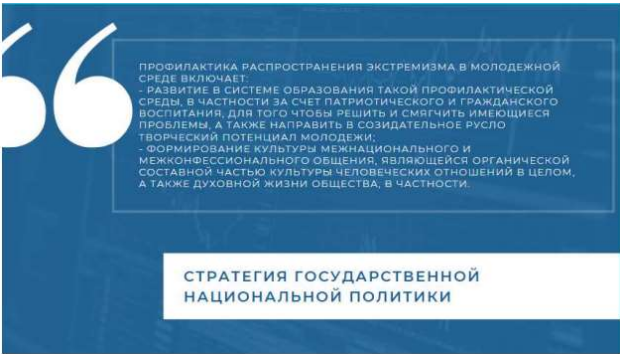 ПРОФИЛАКТИКА РАСПРОСТРАНЕНИЯ ЭКСТРЕМИЗМА В МОЛОДЕЖНОЙ
СРЕДЕ ВКЛЮЧАЕТ:
- РАЗВИТИЕ В СИСТЕМЕ ОБРАЗОВАНИЯ ТАКОЙ ПРОФИЛАКТИЧЕСКОЙ
СРЕДЫ, В ЧАСТНОСТИ ЗА СЧЕТ ПАТРИОТИЧЕСКОГО И ГРАЖДАНСКОГО
ВОСПИТАНИЯ, ДЛЯ ТОГО ЧТОБЫ РЕШИТЬ И СМЯГЧИТЬ ИМЕЮЩИЕСЯ
ПРОБЛЕМЫ, А ТАКЖЕ НАПРАВИТЬ В СОЗИДАТЕЛЬНОЕ РУСЛО
ТВОРЧЕСКИЙ ПОТЕНЦИАЛ МОЛОДЕЖИ;
- ФОРМИРОВАНИЕ КУЛЬТУРЫ МЕЖНАЦИОНАЛЬНОГО И
МЕЖКОНФЕССИОНАЛЬНОГО ОБЩЕНИЯ, ЯВЛЯЮЩЕЙСЯ ОРГАНИЧЕСКОЙ
СОСТАВНОЙ ЧАСТЬЮ КУЛЬТУРЫ ЧЕЛОВЕЧЕСКИХ ОТНОШЕНИЙ В ЦЕЛОМ,
А ТАКЖЕ ДУХОВНОЙ ЖИЗНИ ОБЩЕСТВА, В ЧАСТНОСТИ.
СТРАТЕГИЯ ГОСУДАРСТВЕННОЙ
НАЦИОНАЛЬНОЙ ПОЛИТИКИ